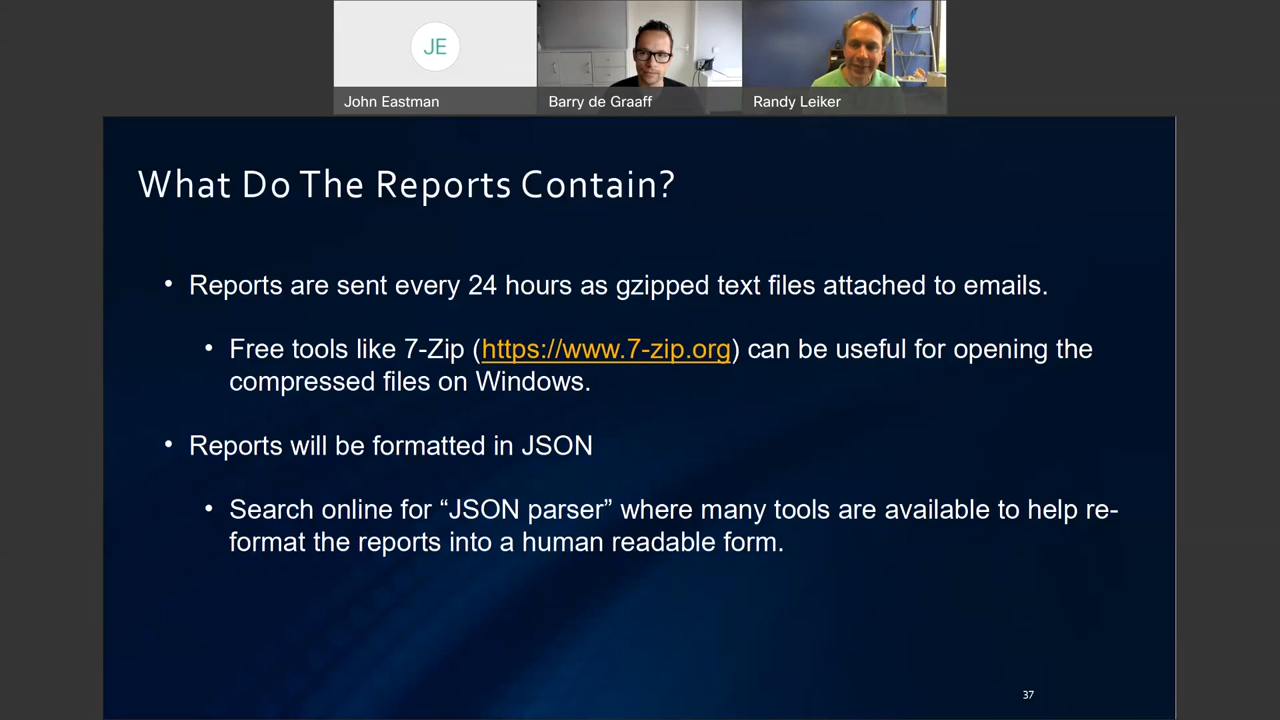 JE
John Eastman
Barry de Graaff
Randy Leiker
What Do The Reports Contain?
• Reports are sent every 24 hours as gzipped text files attached to emails.
• Free tools like 7-Zip (https://www.7-zip.org) can be useful for opening the
compressed files on Windows.
• Reports will be formatted in JSON
• Search online for “JSON parser” where many tools are available to help re-
format the reports into a human readable form.
37